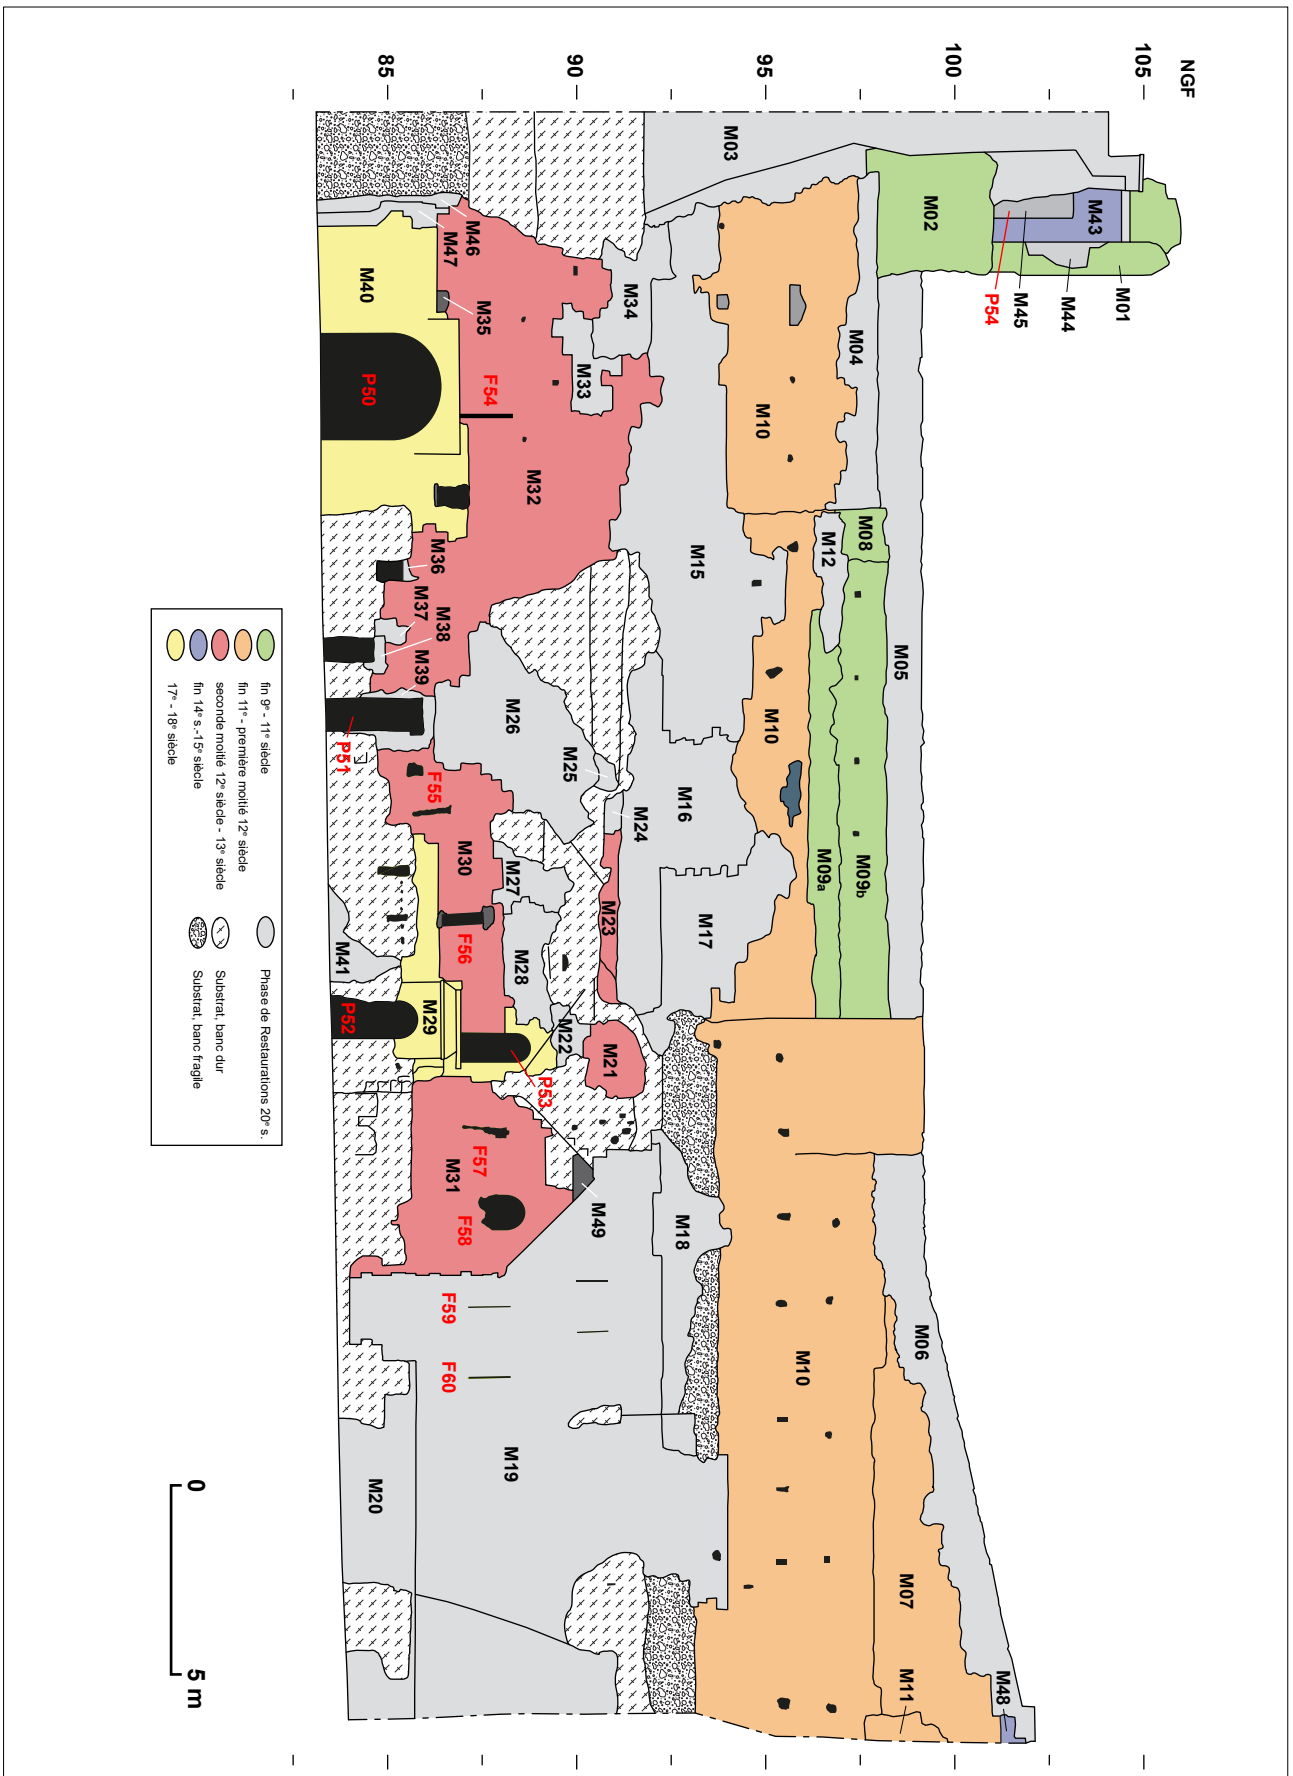 NGF
105
100
95
90
85
M43
M01
M44
M45
P54
M02
M03
M04
M05
M08
M12
M09a
M09b
M10
M10
M15
M16
M17
M34
M33
M46
M47
M35
M40
P50
F54
M32
M36
M37
M38
M39
P51
M26
M25
M24
F55
M30
M27
M23
F56
M28
M22
M21
M41
P52
M29
P53
F57
M31
F58
M49
M18
F59
F60
M06
M10
M07
M11
M48
M19
M20
fin 9e - 11e siècle
fin 11e - première moitié 12e siècle
seconde moitié 12e siècle - 13e siècle
fin 14e s.-15e siècle
17e - 18e siècle
Phase de Restaurations 20e s.
Substrat, banc dur
Substrat, banc fragile
0
5 m